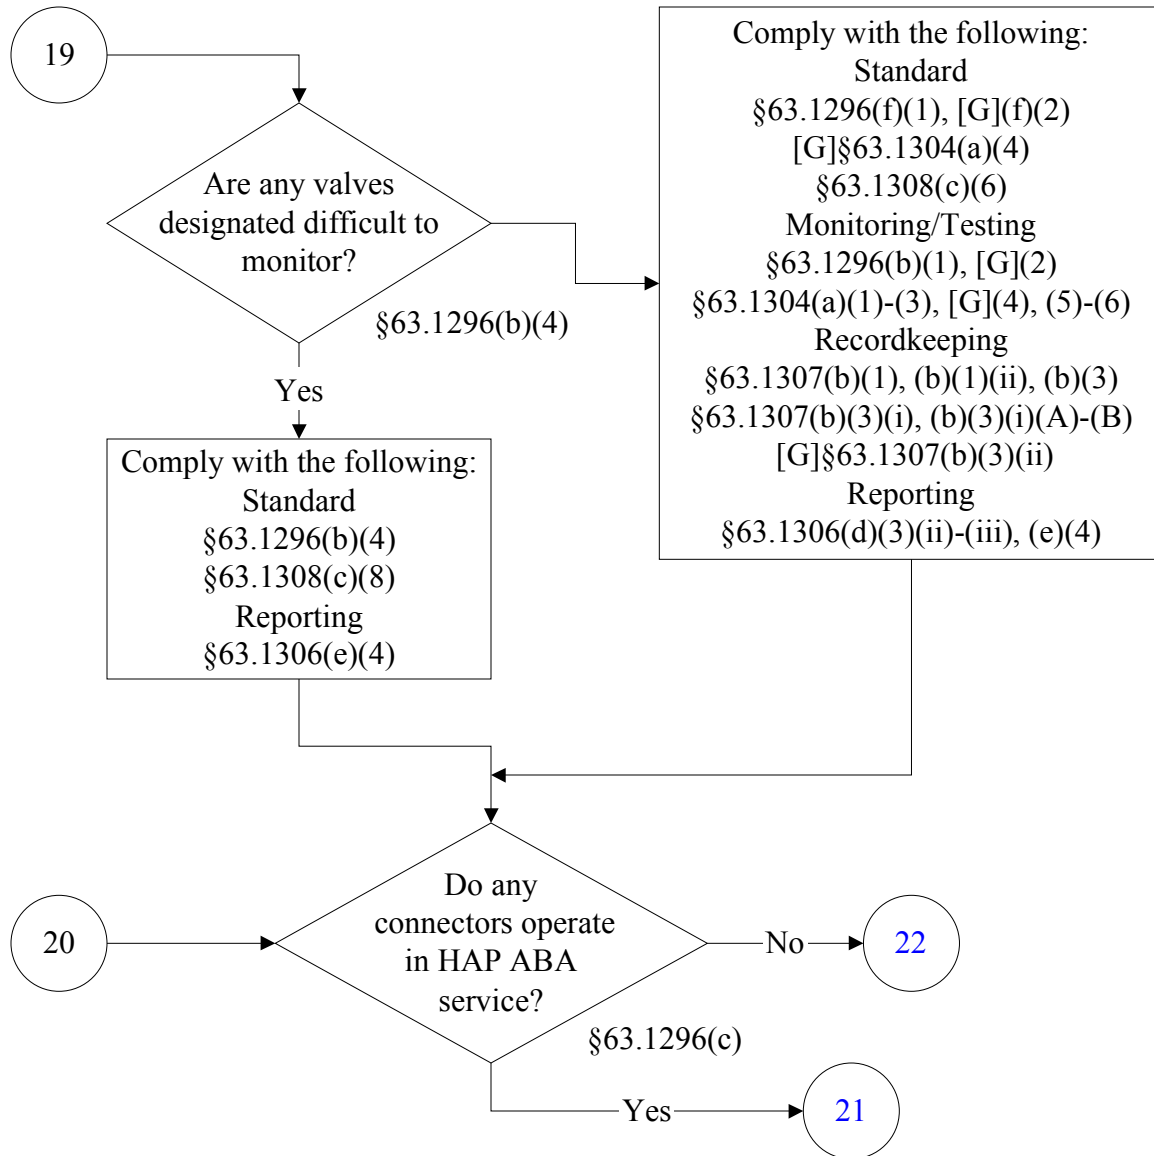 19
Are any valves
designated difficult to
monitor?
§63.1296(b)(4)
Comply with the following:
Standard
§63.1296(f)(1), [G](f)(2)
[G]§63.1304(a)(4)
§63.1308(c)(6)
Monitoring/Testing
§63.1296(b)(1), [G](2)
§63.1304(a)(1)-(3), [G](4), (5)-(6)
Recordkeeping
§63.1307(b)(1), (b)(1)(ii), (b)(3)
§63.1307(b)(3)(i), (b)(3)(i)(A)-(B)
[G]§63.1307(b)(3)(ii)
Reporting
§63.1306(d)(3)(ii)-(iii), (e)(4)
Yes
Comply with the following:
Standard
§63.1296(b)(4)
§63.1308(c)(8)
Reporting
§63.1306(e)(4)
20
Do any
connectors operate
in HAP ABA
service?
§63.1296(c)
No
22
Yes
21